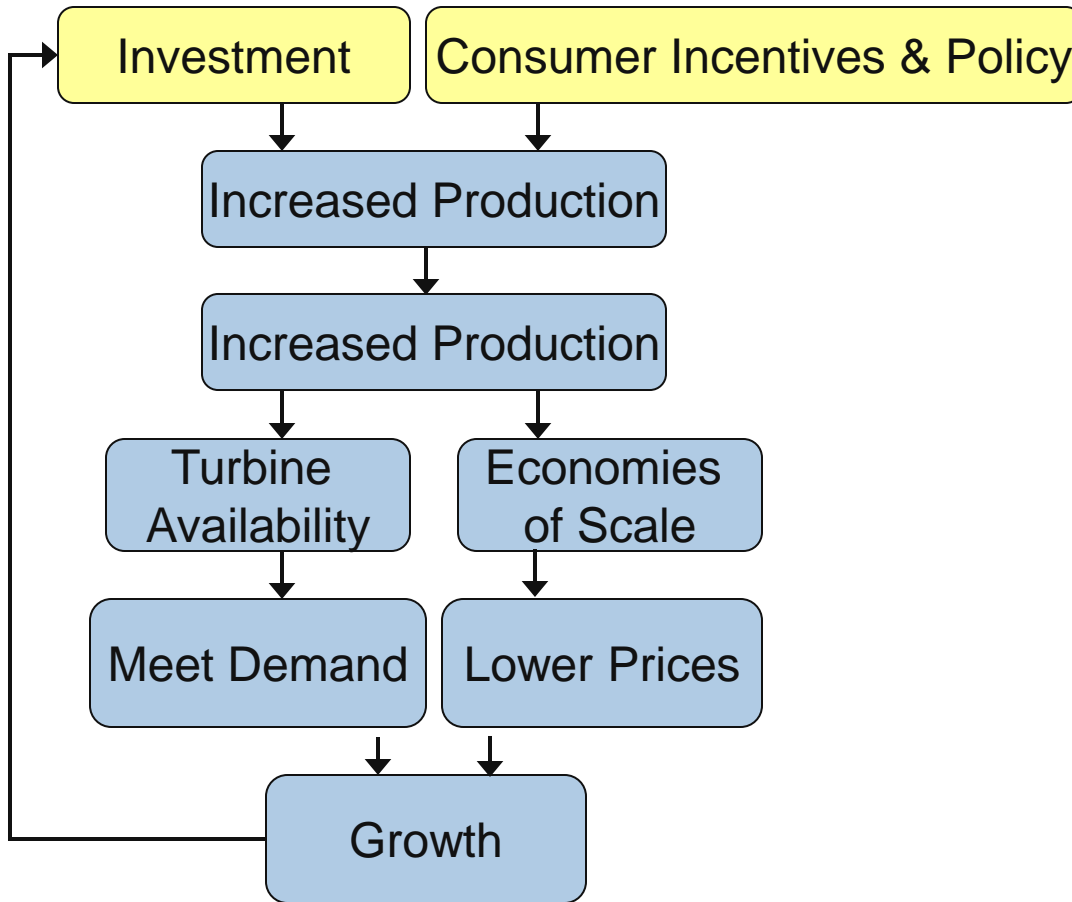 Investment
Consumer Incentives & Policy
Increased Production
Increased Production
Turbine
Availability
Economies
of Scale
Meet Demand
Lower Prices
Growth